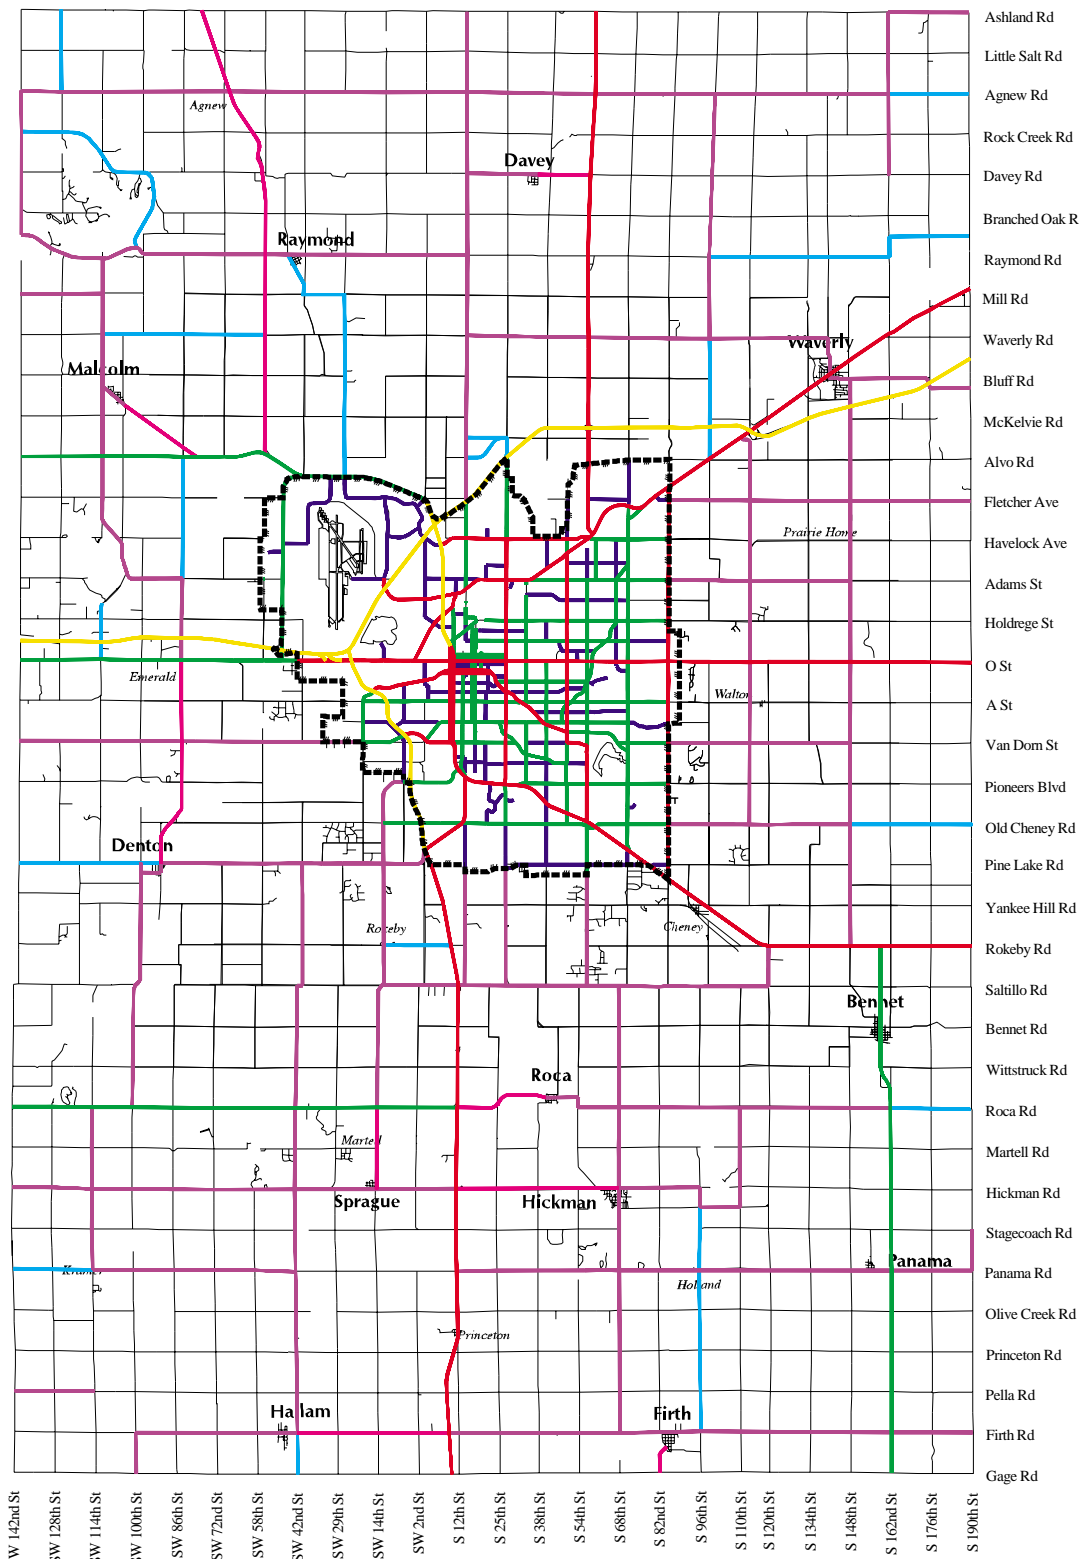 Ashland Rd
Little Salt Rd
Agnew Rd
Agnew
Rock Creek Rd
Davey
Davey Rd
Branched Oak R
Raymond
Raymond Rd
Mill Rd
Waverly Rd
Waverly
Malcolm
Bluff Rd
McKelvie Rd
Alvo Rd
Fletcher Ave
Prairie Home
Havelock Ave
Adams St
Holdrege St
O St
Emerald
Walton
A St
Van Dorn St
Pioneers Blvd
Old Cheney Rd
Denton
Pine Lake Rd
Yankee Hill Rd
Rokeby
Cheney
Rokeby Rd
Saltillo Rd
Bennet
Bennet Rd
Wittstruck Rd
Roca
Roca Rd
Martell
Martell Rd
Hickman Rd
Sprague
Hickman
Stagecoach Rd
Panama
Kramer
Panama Rd
Holland
Olive Creek Rd
Princeton
Princeton Rd
Pella Rd
Hallam
Firth
Firth Rd
Gage Rd
W 142nd St
SW 128th St
SW 114th St
SW 100th St
SW 86th St
SW 72nd St
SW 58th St
SW 42nd St
SW 29th St
SW 14th St
SW 2nd St
S 12th St
S 25th St
S 38th St
S 54th St
S 68th St
S 82nd St
S 96th St
S 110th St
S 120th St
S 134th St
S 148th St
S 162nd St
S 176th St
S 190th St